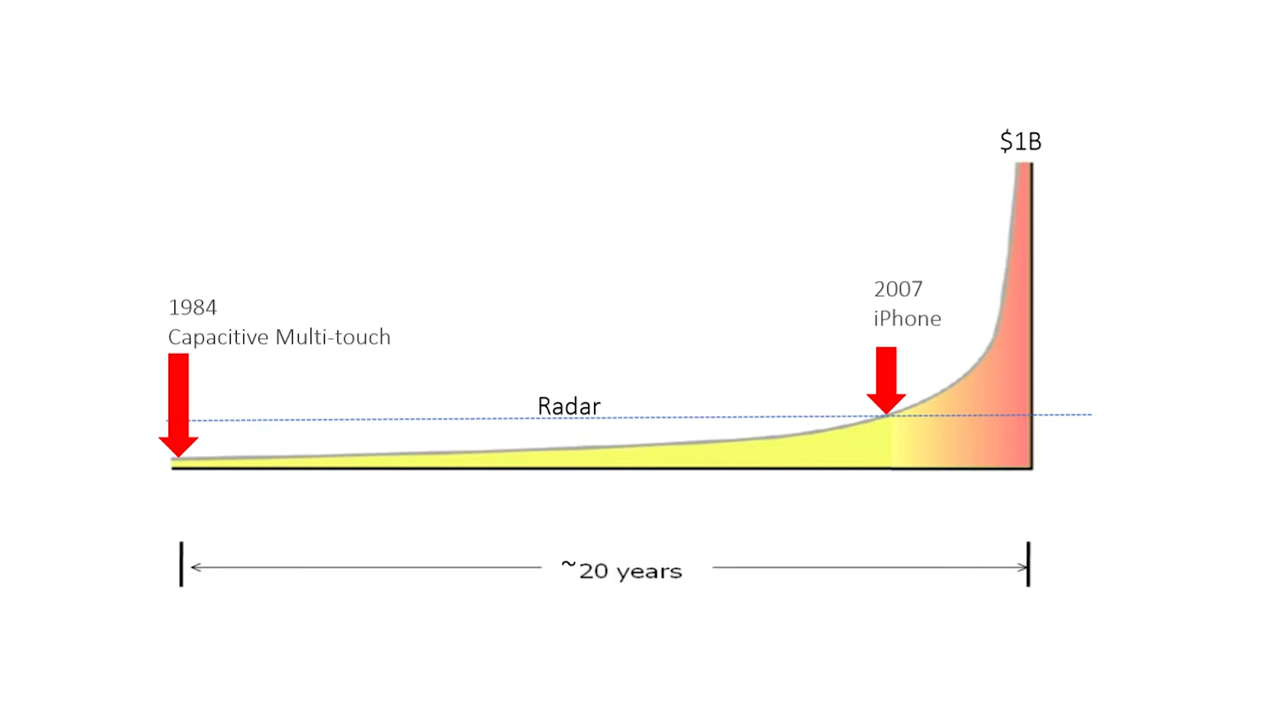 $1B
2007
iPhone
1984
Capacitive Multi-touch
Radar
~20 years